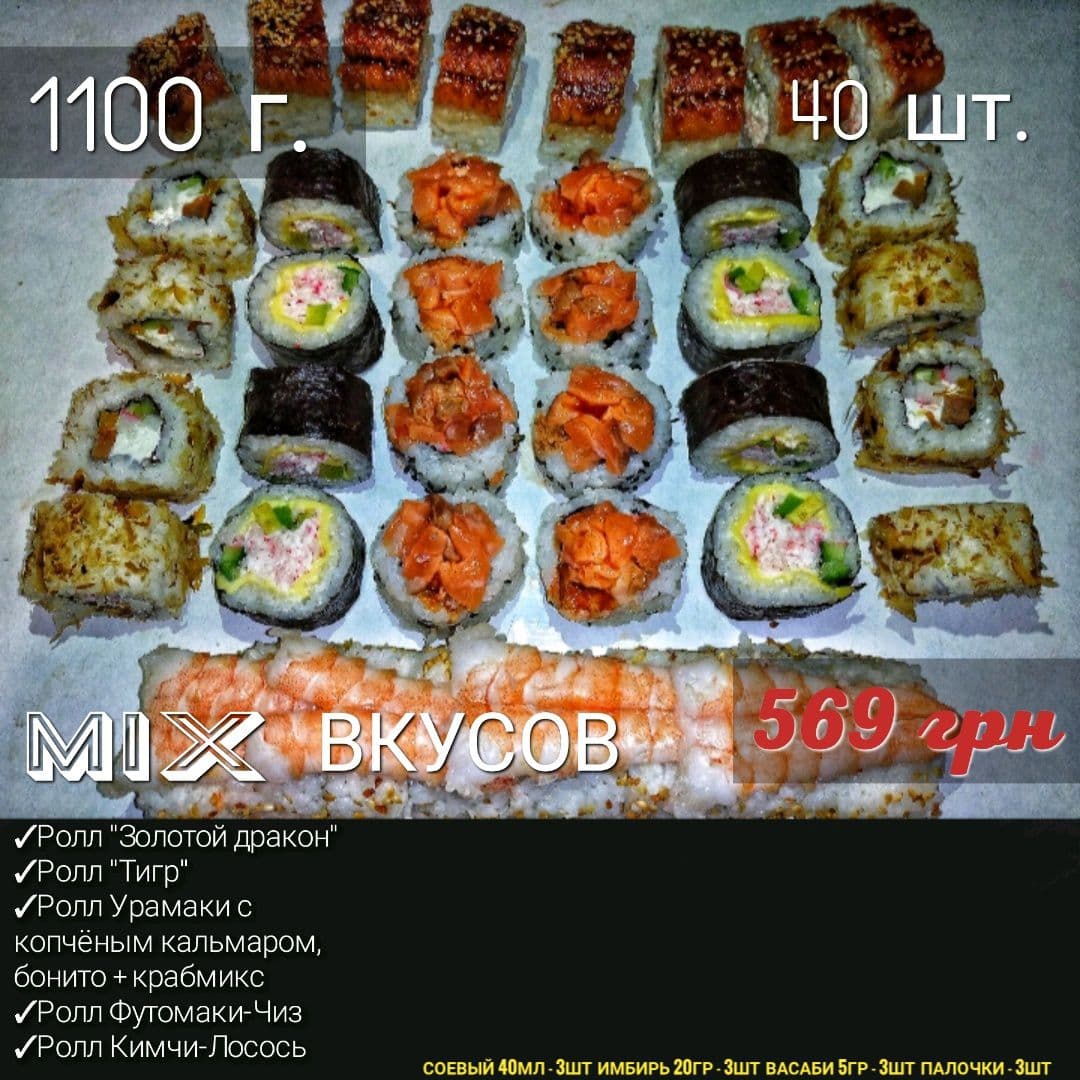 1100 г.
40 шт.
MIX ВКУСОВ
569 грн
✓Ролл "Золотой дракон"
✓Ролл "Тигр"
✓Ролл Урамаки с
копчёным кальмаром,
бонито + крабмикс
✓Ролл Футомаки-Чиз
✓Ролл Кимчи-Лосось
СОЕВЫЙ 40МЛ - 3ШТ ИМБИРЬ 20ГР - 3ШТ ВАСАБИ 5ГР - 3ШТ ПАЛОЧКИ - 3ШТ